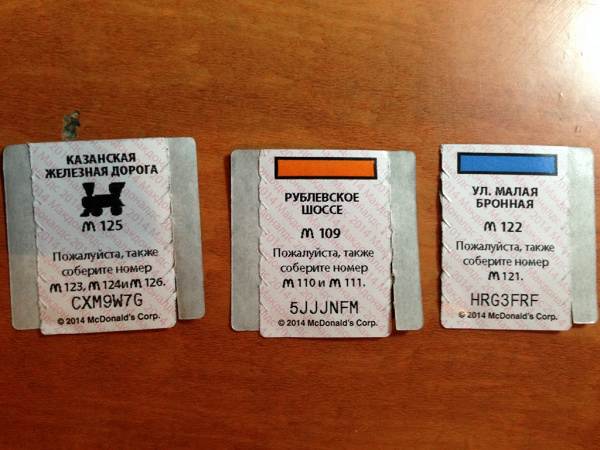 КАЗАНСКАЯ
ЖЕЛЕЗНАЯ ДОРОГА
M 125
Пожалуйста, также
соберите номер
M 123, M 124 и M 126.
CXM9W7G
© 2014 McDonald's Corp.
РУБЛЕВСКОЕ
ШОССЕ
M 109
Пожалуйста, также
соберите номер
M 110 и M 111.
5JJJNFM
© 2014 McDonald's Corp.
УЛ. МАЛАЯ
БРОННАЯ
M 122
Пожалуйста, также
соберите номер
M 121.
HRG3FRF
© 2014 McDonald's Corp.